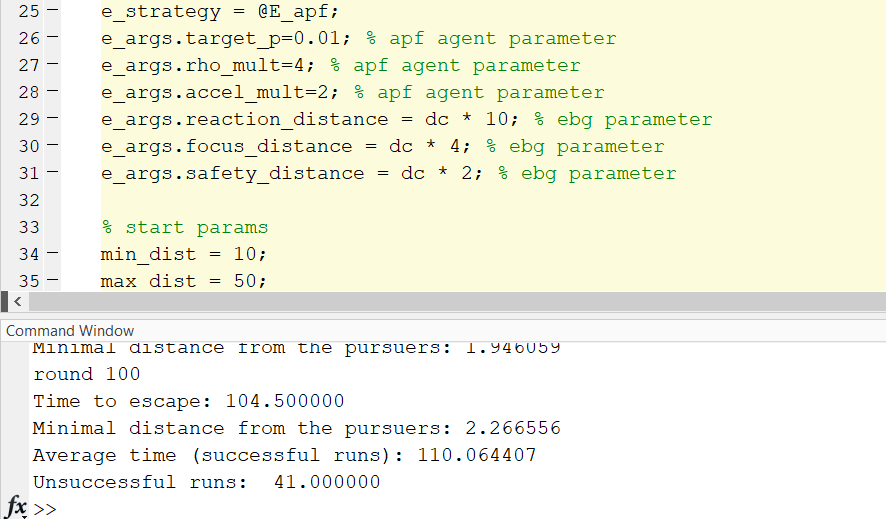 25 – e_strategy = @E_apf;
26 – e_args.target_p=0.01; % apf agent parameter
27 – e_args.rho_mult=4; % apf agent parameter
28 – e_args.accel_mult=2; % apf agent parameter
29 – e_args.reaction_distance = dc * 10; % ebg parameter
30 – e_args.focus_distance = dc * 4; % ebg parameter
31 – e_args.safety_distance = dc * 2; % ebg parameter
32
33 % start params
34 – min_dist = 10;
35 – max_dist = 50;
<
Command Window
Minimal distance from the pursuers: 1.946059
round 100
Time to escape: 104.500000
Minimal distance from the pursuers: 2.266556
Average time (successful runs): 110.064407
Unsuccessful runs:  41.000000
fx >>